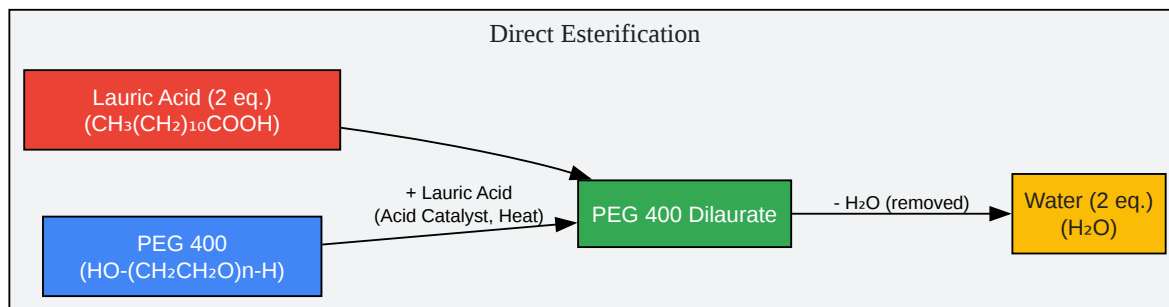 Direct Esterification
Lauric Acid (2 eq.)
(CH₃(CH₂)₁₀COOH)
+ Lauric Acid
(Acid Catalyst, Heat)
PEG 400
(HO-(CH₂CH₂O)n-H)
PEG 400 Dilaurate
- H₂O (removed)
Water (2 eq.)
(H₂O)